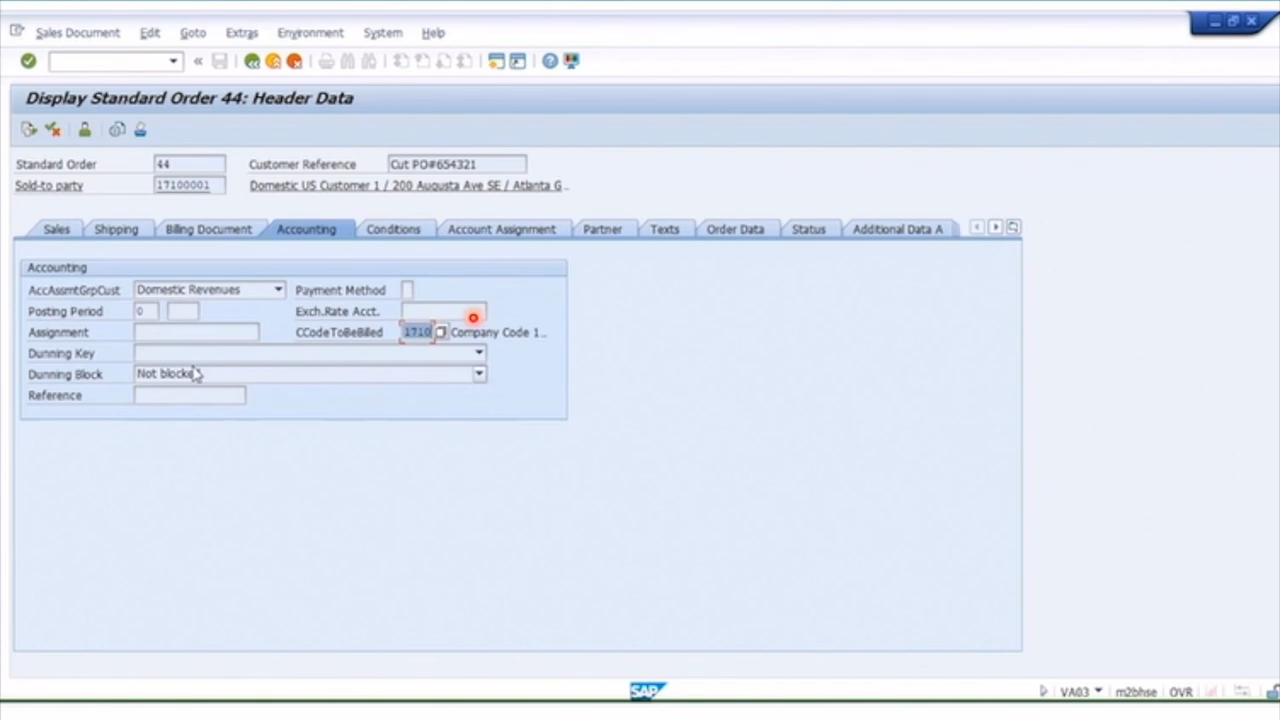 Sales Document Edit Goto Extras Environment System Help
«
Display Standard Order 44: Header Data
Standard Order 44 Customer Reference Cut PO#654321
Sold-to party 17100001 Domestic US Customer 1 / 200 Augusta Ave SE / Atlanta G..
Sales Shipping Billing Document Accounting Conditions Account Assignment Partner Texts Order Data Status Additional Data A
Accounting
AccAssmtGrpCust Domestic Revenues Payment Method
Posting Period 0 Exch.Rate Acct.
Assignment CCodeToBeBilled 1710 Company Code 1...
Dunning Key
Dunning Block Not blocked
Reference
SAP VA03 m2bhse OVR